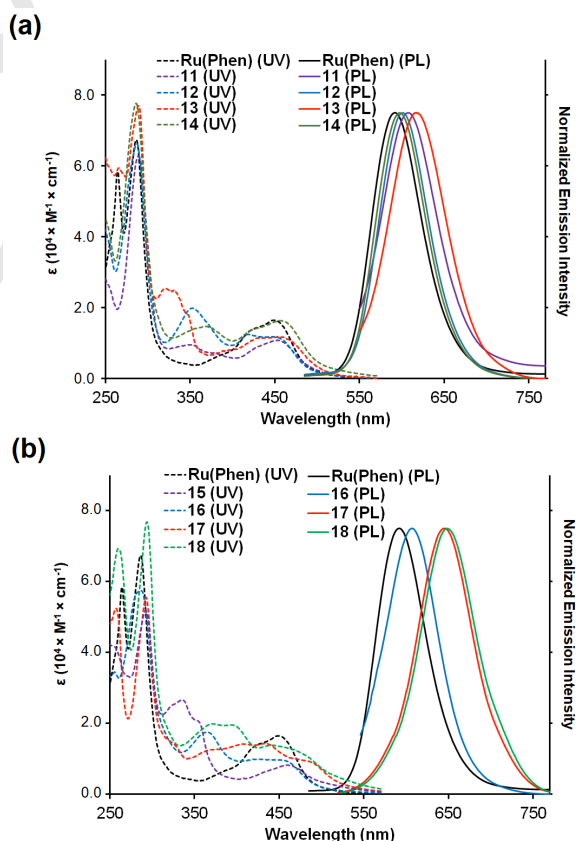 (a)
Ru(Phen) (UV) Ru(Phen) (PL)
11 (UV) 11 (PL)
12 (UV) 12 (PL)
13 (UV) 13 (PL)
14 (UV) 14 (PL)
8.0
6.0
4.0
2.0
0.0
ε (10⁴ × M⁻¹ × cm⁻¹)
Normalized Emission Intensity
250 350 450 550 650 750
Wavelength (nm)
(b)
Ru(Phen) (UV) Ru(Phen) (PL)
15 (UV) 16 (PL)
16 (UV) 17 (PL)
17 (UV) 18 (PL)
18 (UV)
8.0
6.0
4.0
2.0
0.0
ε (10⁴ × M⁻¹ × cm⁻¹)
Normalized Emission Intensity
250 350 450 550 650 750
Wavelength (nm)